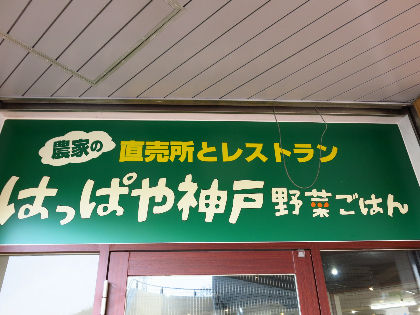 農家の 直売所とレストラン
はっぱや神戸 野菜ごはん